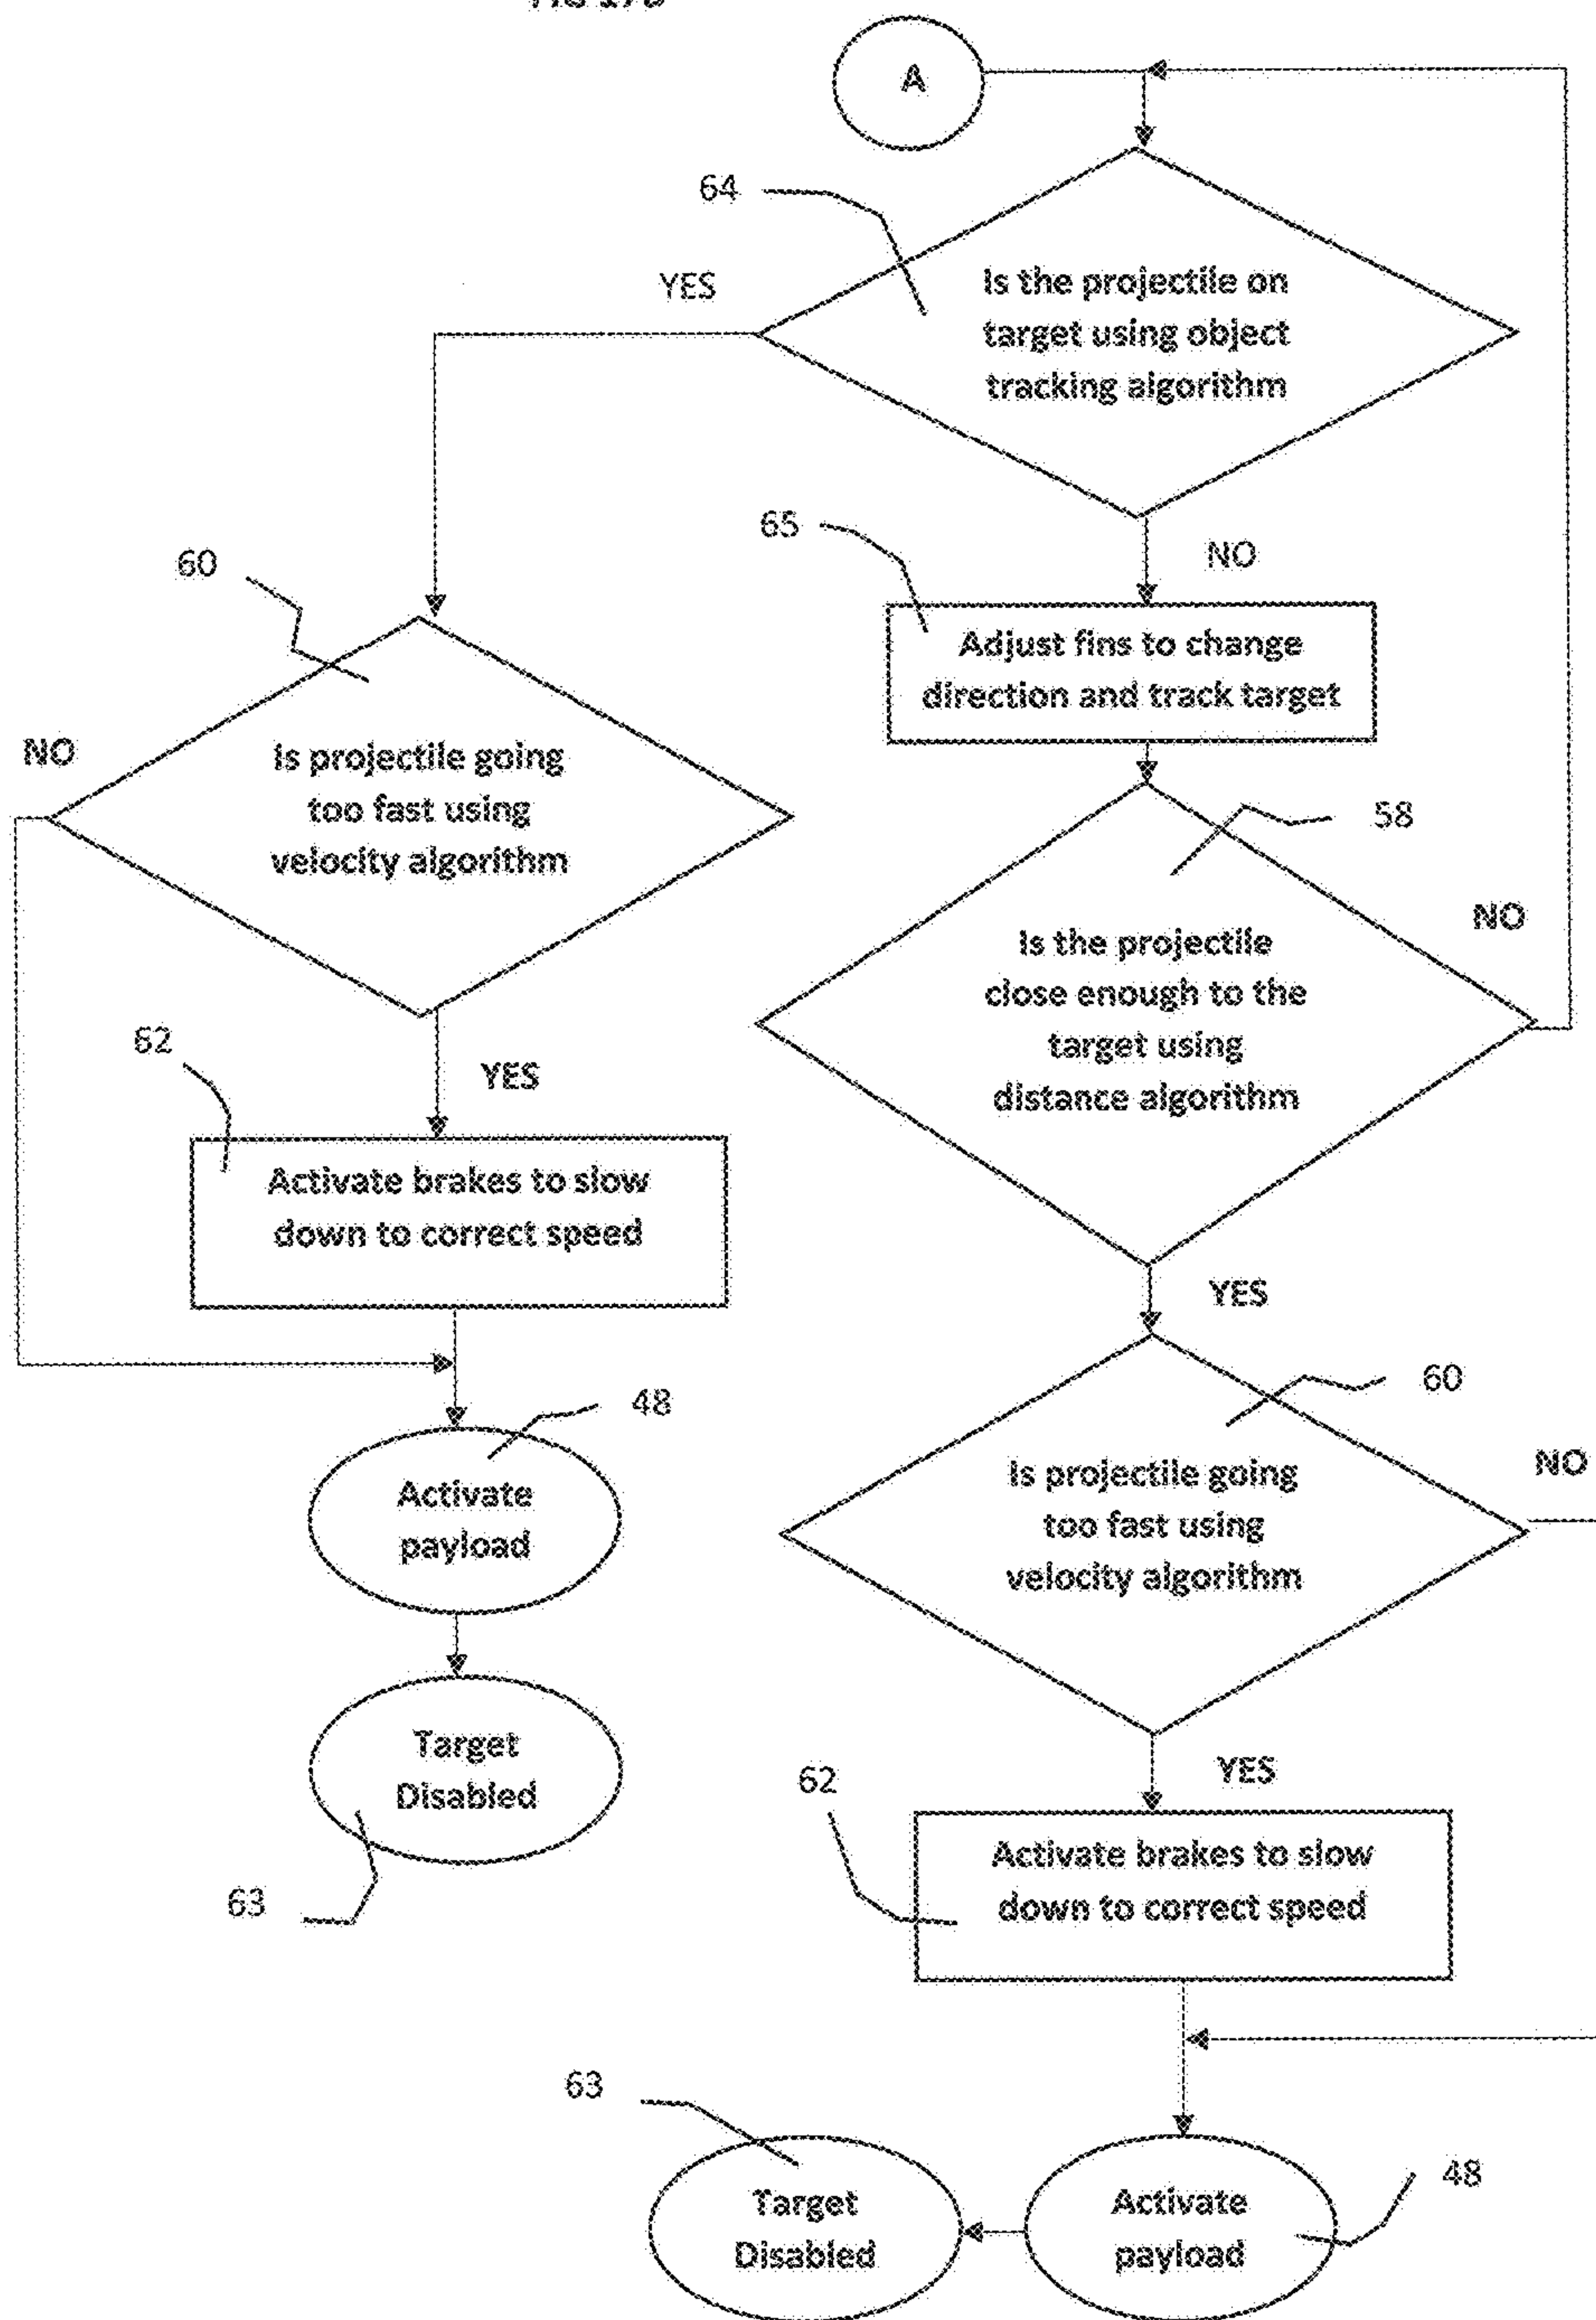 A
64
YES
Is the projectile on
target using object
tracking algorithm
65
NO
60
Adjust fins to change
direction and track target
NO
Is projectile going
too fast using
velocity algorithm
58
NO
Is the projectile
close enough to the
target using
distance algorithm
62
YES
Activate brakes to slow
down to correct speed
YES
48
60
Activate
payload
NO
Is projectile going
too fast using
velocity algorithm
Target
Disabled
63
62
YES
Activate brakes to slow
down to correct speed
63
48
Target
Disabled
Activate
payload